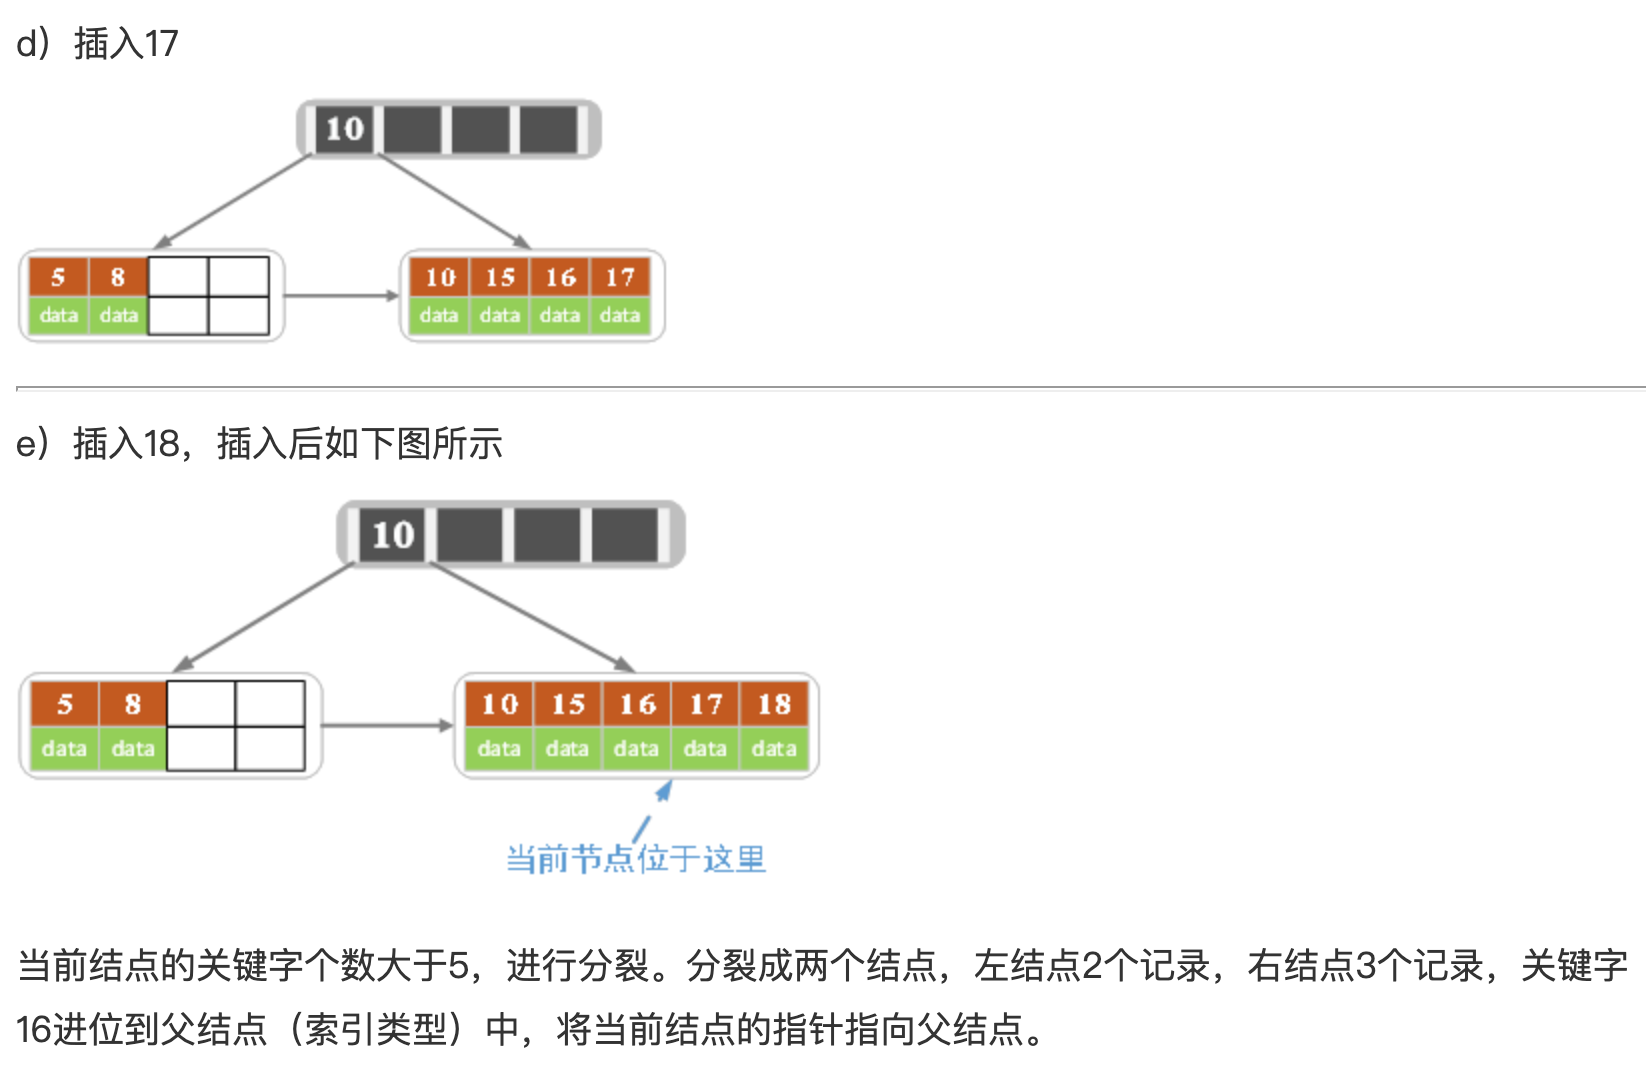 d）插入17
10
5 8 10 15 16 17
data data data data data data
e）插入18，插入后如下图所示
10
5 8 10 15 16 17 18
data data data data data data data
当前节点位于这里
当前结点的关键字个数大于5，进行分裂。分裂成两个结点，左结点2个记录，右结点3个记录，关键字
16进位到父结点（索引类型）中，将当前结点的指针指向父结点。